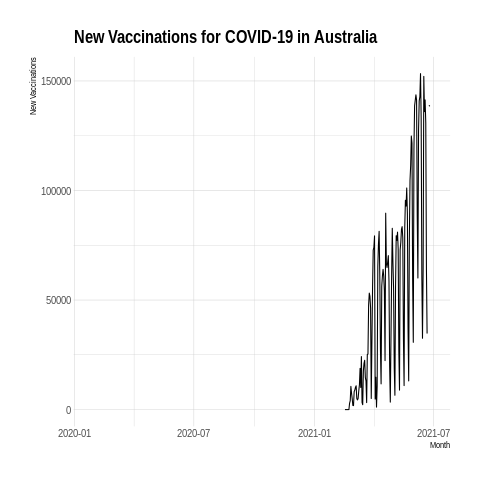 New Vaccinations for COVID-19 in Australia
New Vaccinations
150000
100000
50000
0
2020-01
2020-07
2021-01
2021-07
Month